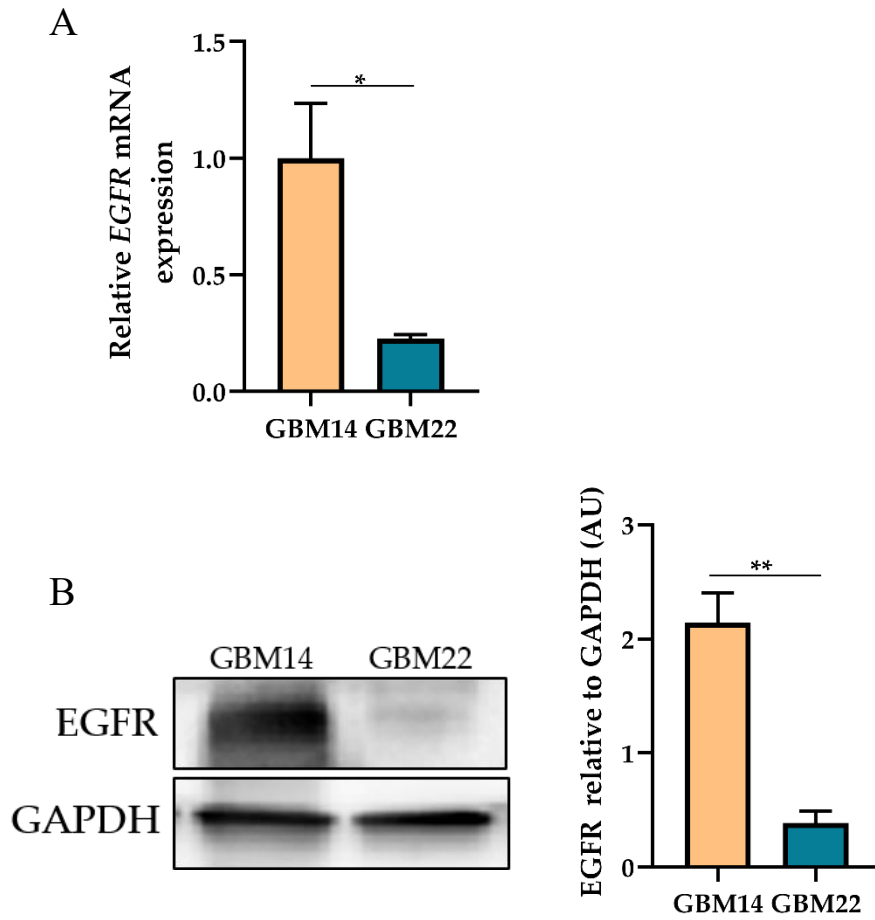 A
Relative EGFR mRNA
expression
1.5
1.0
0.5
0.0
*
GBM14 GBM22
B
GBM14 GBM22
EGFR
GAPDH
EGFR relative to GAPDH (AU)
3
2
1
0
**
GBM14 GBM22